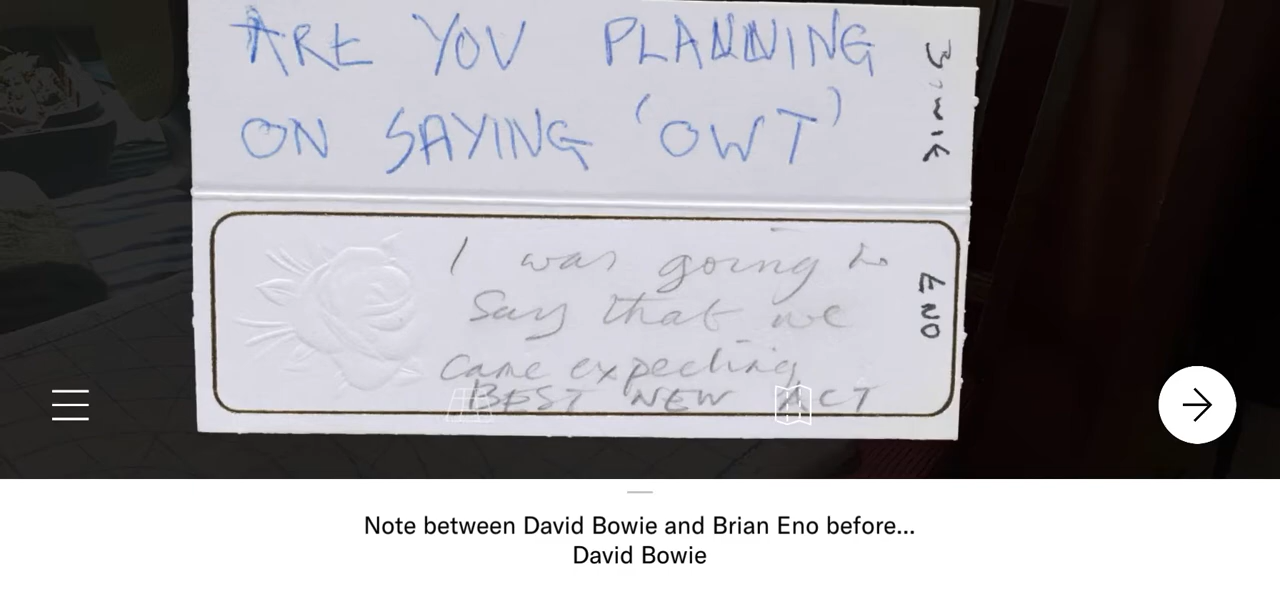 ARE YOU PLANNING
ON SAYING 'OWT'
BOWIE
I was going to
say that we
came expecting
BEST NEW ACT
ENO
Note between David Bowie and Brian Eno before...
David Bowie